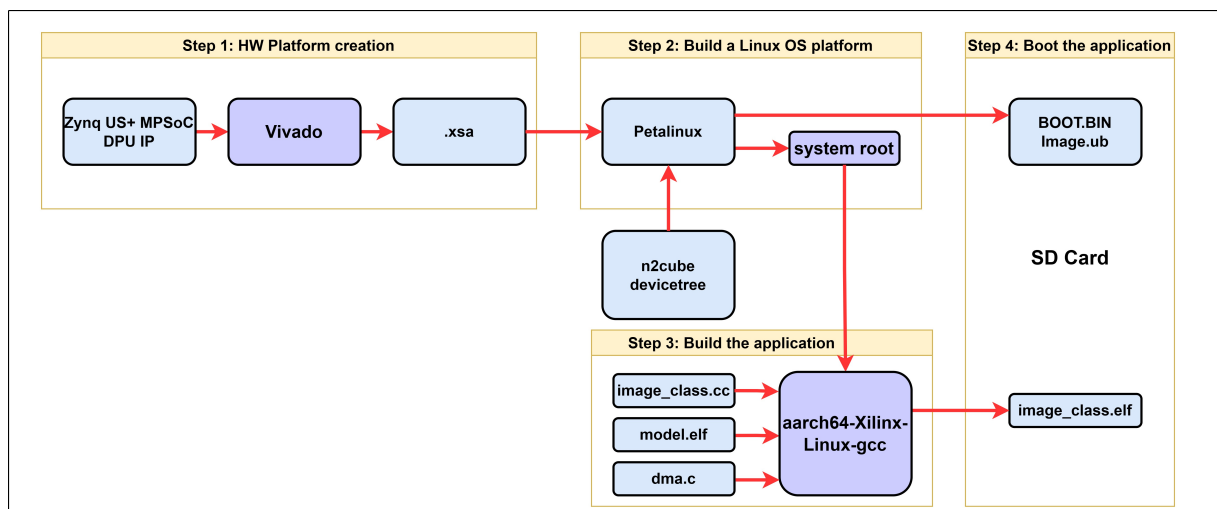 Step 1: HW Platform creation
Zynq US+ MPSoC
DPU IP
Vivado
.xsa
Step 2: Build a Linux OS platform
Petalinux
system root
n2cube
devicetree
Step 3: Build the application
image_class.cc
model.elf
dma.c
aarch64-Xilinx-
Linux-gcc
Step 4: Boot the application
BOOT.BIN
Image.ub
SD Card
image_class.elf